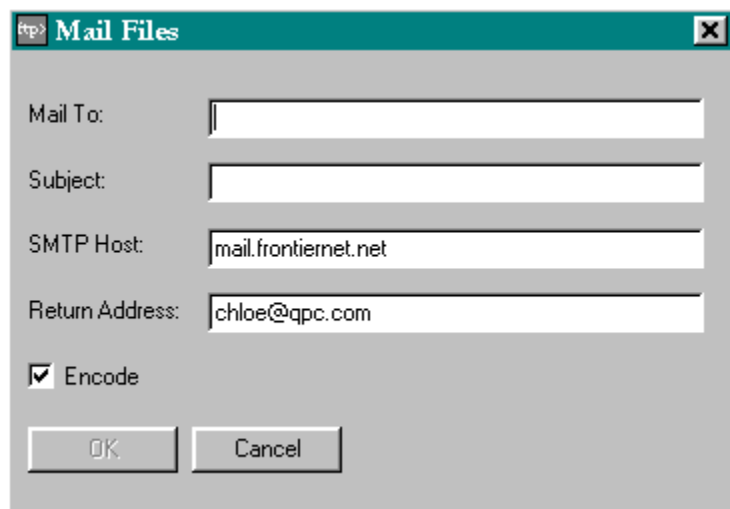 ftp> Mail Files
Mail To:
Subject:
SMTP Host: mail.frontiernet.net
Return Address: chloe@qpc.com
Encode
OK Cancel